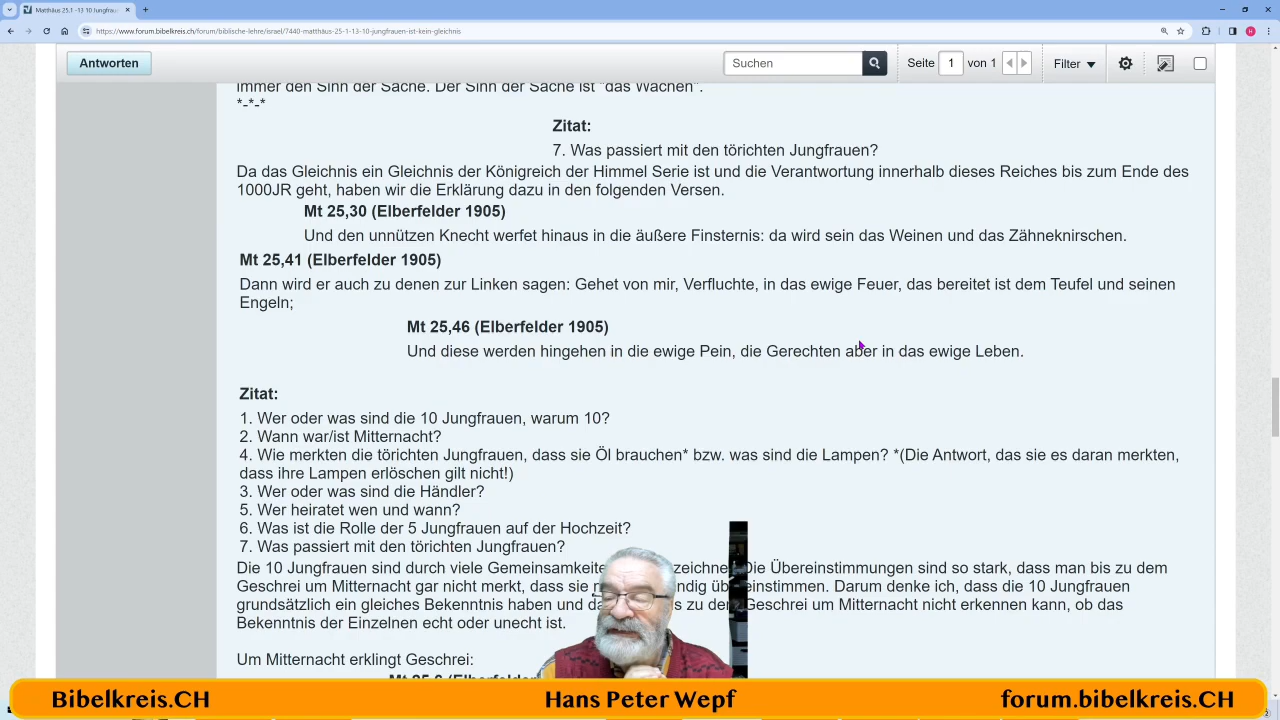 Matthäus 25.1 -13 10 Jungfrau
https://www.forum.bibelkreis.ch/forum/biblische-lehre/israel/7440-matthäus-25-1-13-10-jungfrauen-ist-kein-gleichnis
Antworten
Suchen
Seite 1 von 1
Filter
immer den Sinn der Sache. Der Sinn der Sache ist "das Wachen".
*-*-*
Zitat:
7. Was passiert mit den törichten Jungfrauen?
Da das Gleichnis ein Gleichnis der Königreich der Himmel Serie ist und die Verantwortung innerhalb dieses Reiches bis zum Ende des
1000JR geht, haben wir die Erklärung dazu in den folgenden Versen.
Mt 25,30 (Elberfelder 1905)
Und den unnützen Knecht werfet hinaus in die äußere Finsternis: da wird sein das Weinen und das Zähneknirschen.
Mt 25,41 (Elberfelder 1905)
Dann wird er auch zu denen zur Linken sagen: Gehet von mir, Verfluchte, in das ewige Feuer, das bereitet ist dem Teufel und seinen
Engeln;
Mt 25,46 (Elberfelder 1905)
Und diese werden hingehen in die ewige Pein, die Gerechten aber in das ewige Leben.
Zitat:
1. Wer oder was sind die 10 Jungfrauen, warum 10?
2. Wann war/ist Mitternacht?
4. Wie merkten die törichten Jungfrauen, dass sie Öl brauchen* bzw. was sind die Lampen? *(Die Antwort, das sie es daran merkten,
dass ihre Lampen erlöschen gilt nicht!)
3. Wer oder was sind die Händler?
5. Wer heiratet wen und wann?
6. Was ist die Rolle der 5 Jungfrauen auf der Hochzeit?
7. Was passiert mit den törichten Jungfrauen?
Die 10 Jungfrauen sind durch viele Gemeinsamkeite zeichne Die Übereinstimmungen sind so stark, dass man bis zu dem
Geschrei um Mitternacht gar nicht merkt, dass sie ndig übereinstimmen. Darum denke ich, dass die 10 Jungfrauen
grundsätzlich ein gleiches Bekenntnis haben und da s zu dem Geschrei um Mitternacht nicht erkennen kann, ob das
Bekenntnis der Einzelnen echt oder unecht ist.
Um Mitternacht erklingt Geschrei:
Bibelkreis.CH
Hans Peter Wepf
forum.bibelkreis.CH